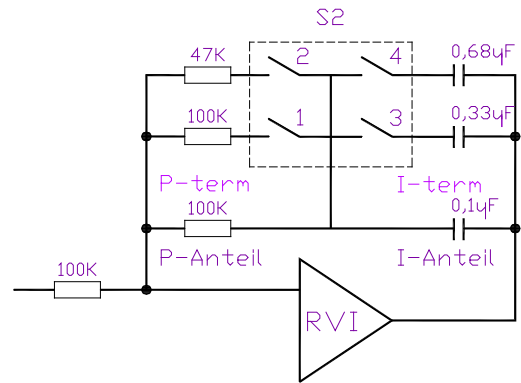 S2
47K 2 4 0,68µF
100K 1 3 0,33µF
P-term I-term
100K 0,1µF
P-Anteil I-Anteil
100K
RVI